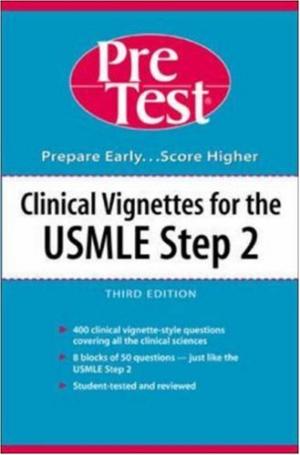 Pre
Test®
Prepare Early...Score Higher
Clinical Vignettes for the
USMLE Step 2
THIRD EDITION
400 clinical vignette-style questions
covering all the clinical sciences
8 blocks of 50 questions — just like the
USMLE Step 2
Student-tested and reviewed